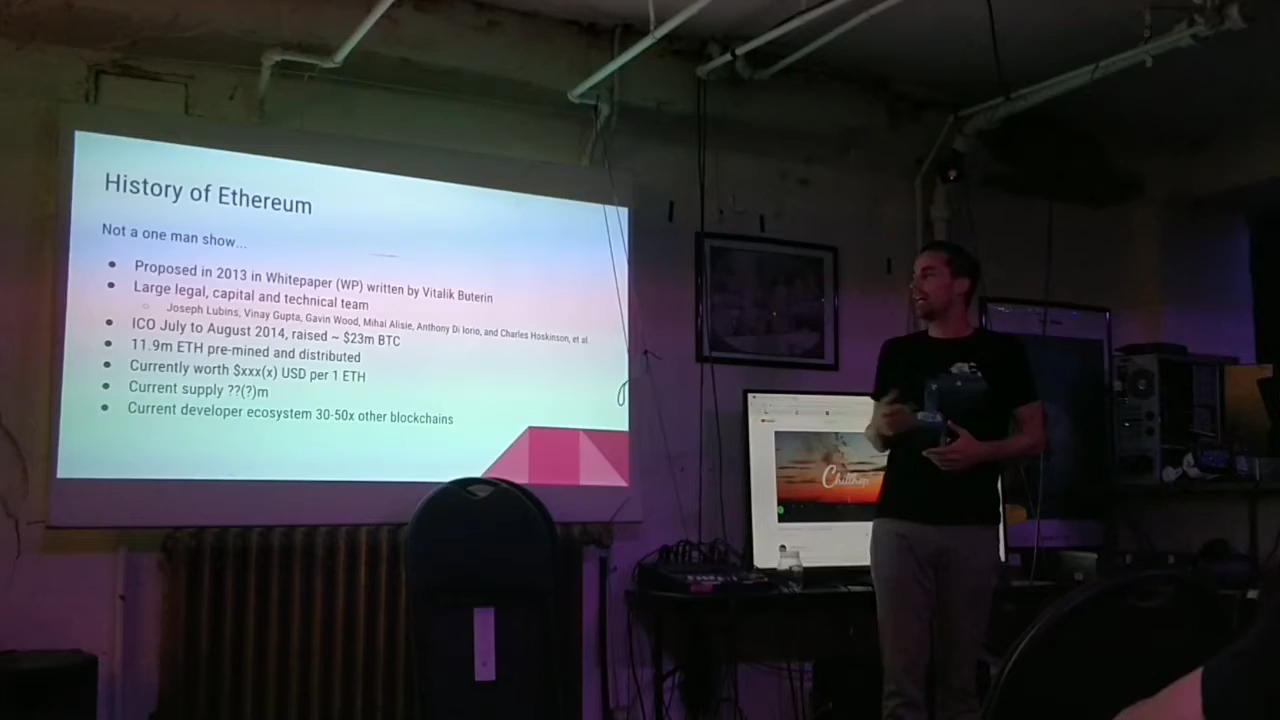 History of Ethereum
Not a one man show...
● Proposed in 2013 in Whitepaper (WP) written by Vitalik Buterin
● Large legal, capital and technical team
○ Joseph Lubins, Vinay Gupta, Gavin Wood, Mihai Alisie, Anthony Di Iorio, and Charles Hoskinson, et al.
● ICO July to August 2014, raised ~ $23m BTC
● 11.9m ETH pre-mined and distributed
● Currently worth $xxx(x) USD per 1 ETH
● Current supply ??(?)m
● Current developer ecosystem 30-50x other blockchains
Chillhop